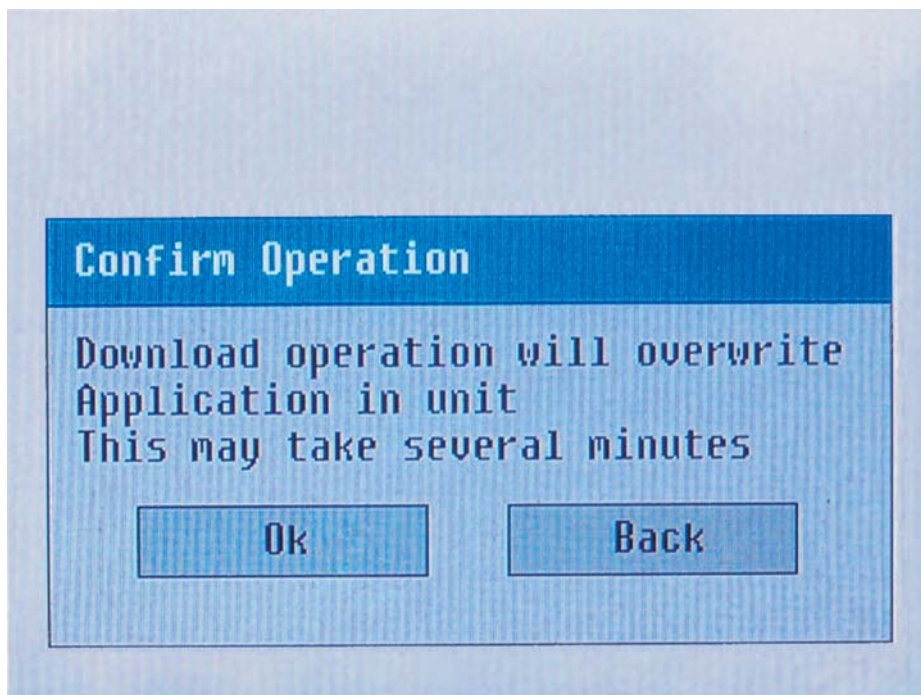 Confirm Operation
Download operation will overwrite
Application in unit
This may take several minutes
Ok
Back